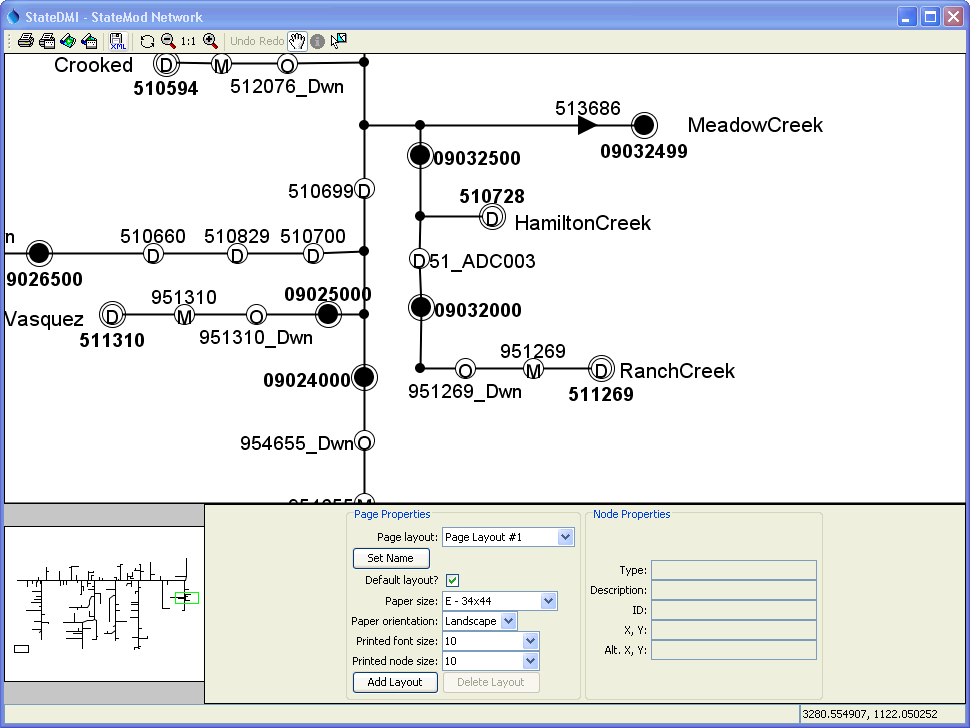 StateDMI - StateMod Network
XML 1:1 Undo Redo
Crooked D M O
510594 512076_Dwn
513686
MeadowCreek
09032499
09032500
510699 D
510728
D HamiltonCreek
n 510660 510829 510700
D D D
9026500
D 51_ADC003
951310 09025000
Vasquez D M O
511310 951310_Dwn
09032000
951269
O M D RanchCreek
09024000
951269_Dwn 511269
954655_Dwn O
Page Properties
Page layout: Page Layout #1
Set Name
Default layout?
Paper size: E - 34x44
Paper orientation: Landscape
Printed font size: 10
Printed node size: 10
Add Layout Delete Layout
Node Properties
Type:
Description:
ID:
X, Y:
Alt. X, Y:
3280.554907, 1122.050252